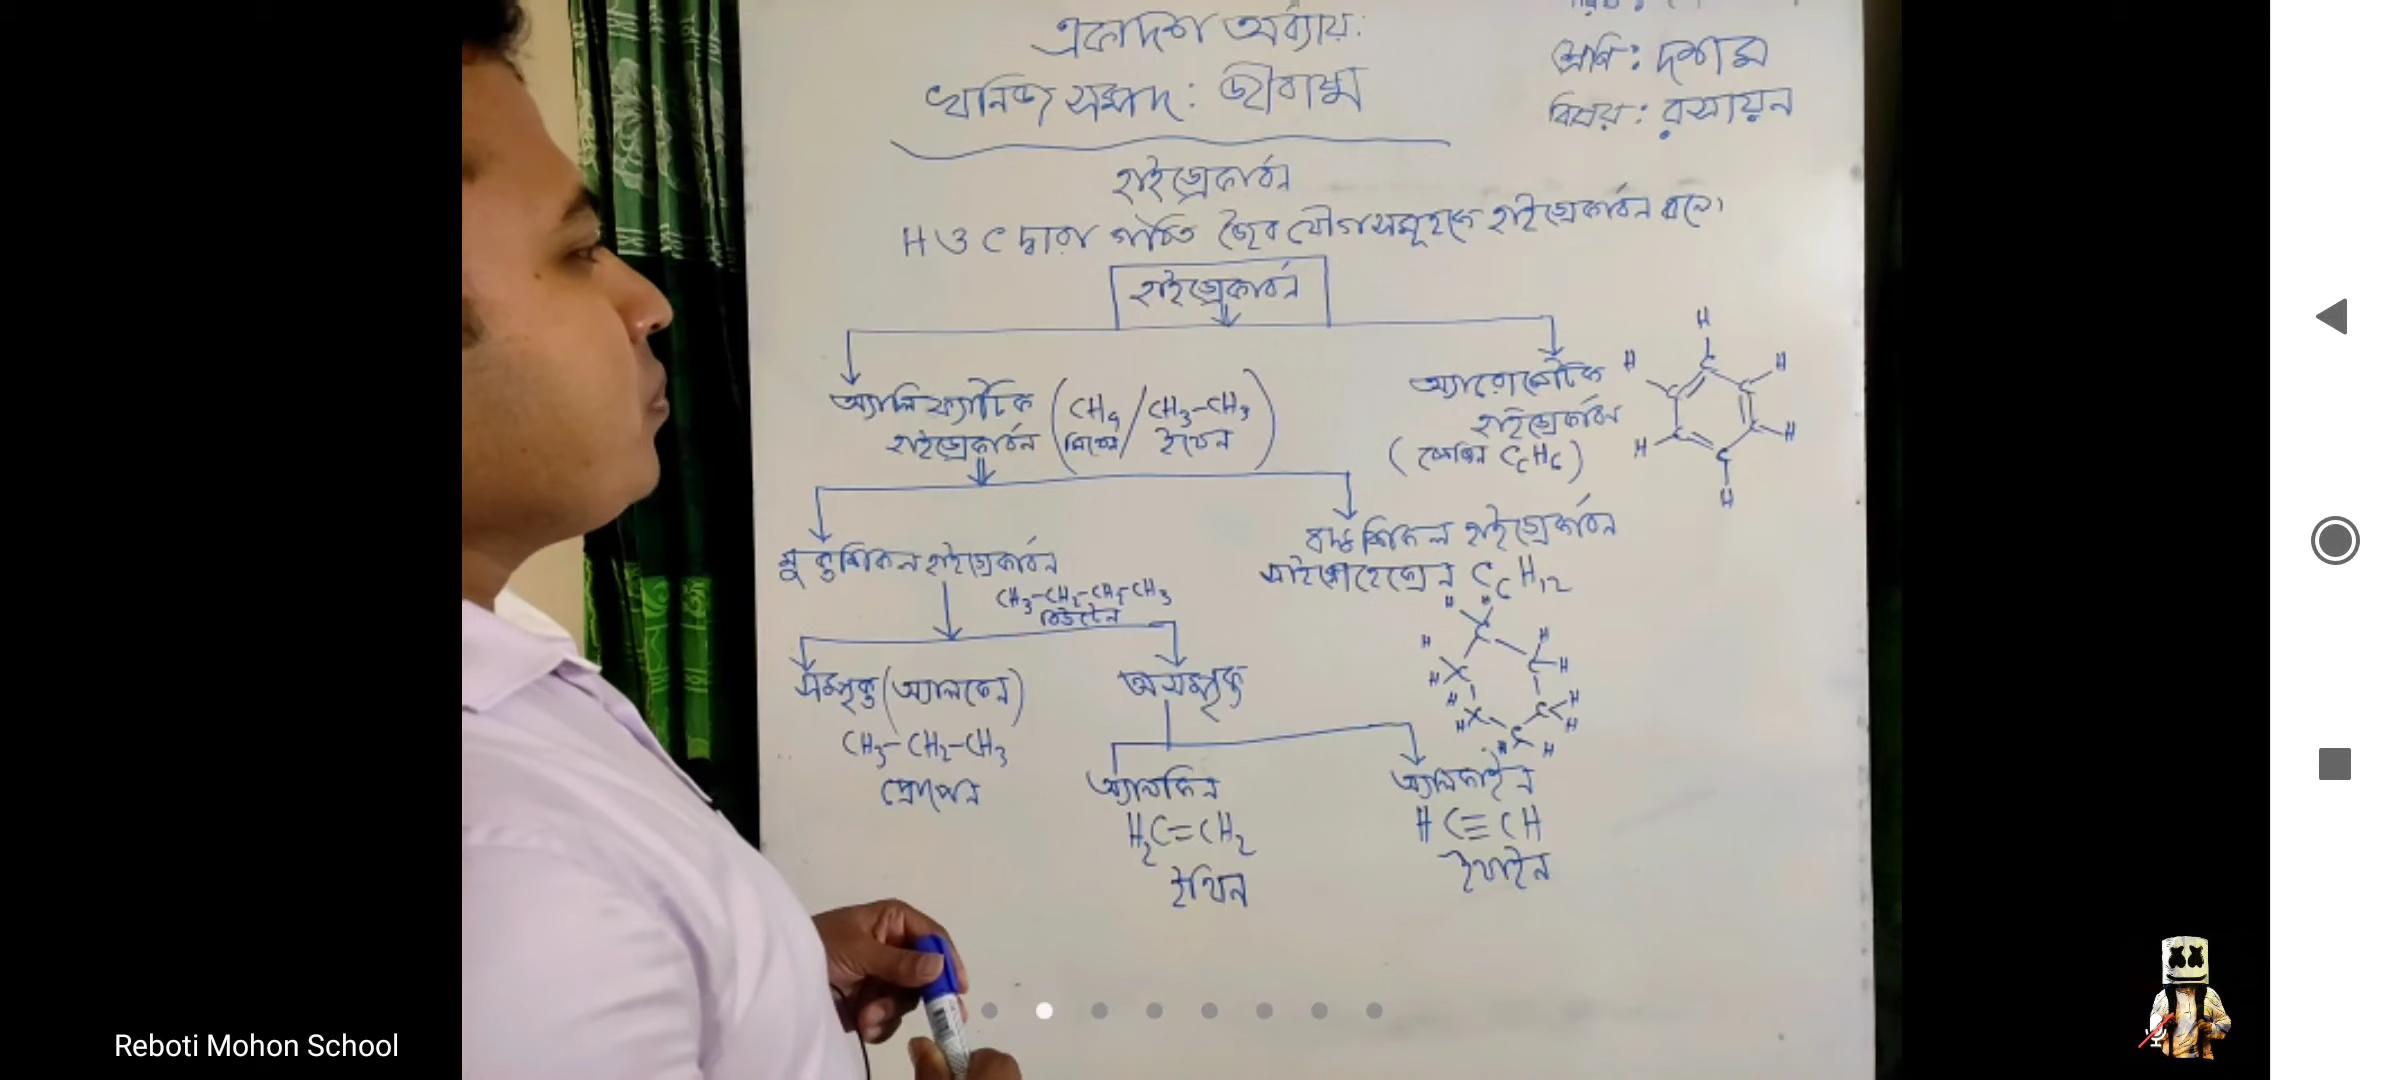 একাদশ অধ্যায়:
খনিজ সম্পদ: জীবাশ্ম
শ্রেণি: দশম
বিষয়: রসায়ন
হাইড্রোকার্বন
H ও C দ্বারা গঠিত জৈব যৌগসমূহকে হাইড্রোকার্বন বলে।
হাইড্রোকার্বন
অ্যালিফ্যাটিক
হাইড্রোকার্বন
(CH4 / CH3-CH3)
মিথেন / ইথেন
অ্যারোমেটিক
হাইড্রোকার্বন
(বেনজিন C6H6)
H
H H
C
C
H H
C
H
মুক্তশিকল হাইড্রোকার্বন
CH3-CH2-CH2-CH3
বিউটেন
বদ্ধশিকল হাইড্রোকার্বন
সাইক্লোহেক্সেন C6H12
সম্পৃক্ত (অ্যালকেন)
CH3-CH2-CH3
প্রোপেন
অসম্পৃক্ত
অ্যালকিন
H2C=CH2
ইথিন
অ্যালকাইন
HC≡CH
ইথাইন
Reboti Mohon School